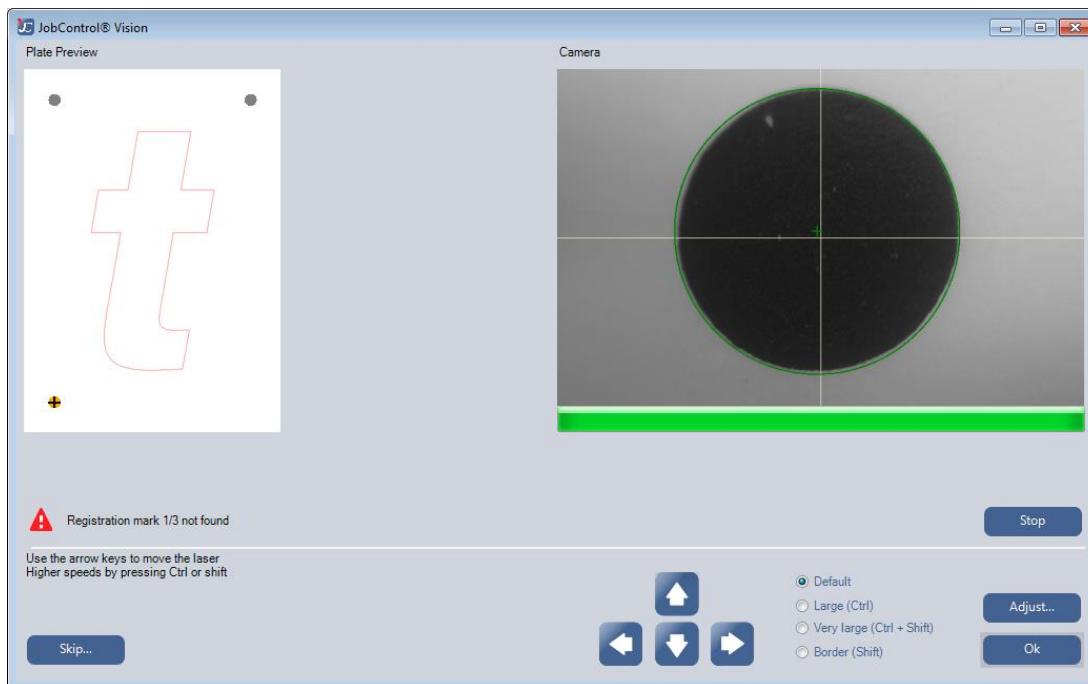 JobControl® Vision
Plate Preview
Camera
Registration mark 1/3 not found
Stop
Use the arrow keys to move the laser
Higher speeds by pressing Ctrl or shift
Default
Large (Ctrl)
Very large (Ctrl + Shift)
Border (Shift)
Adjust...
Skip...
Ok